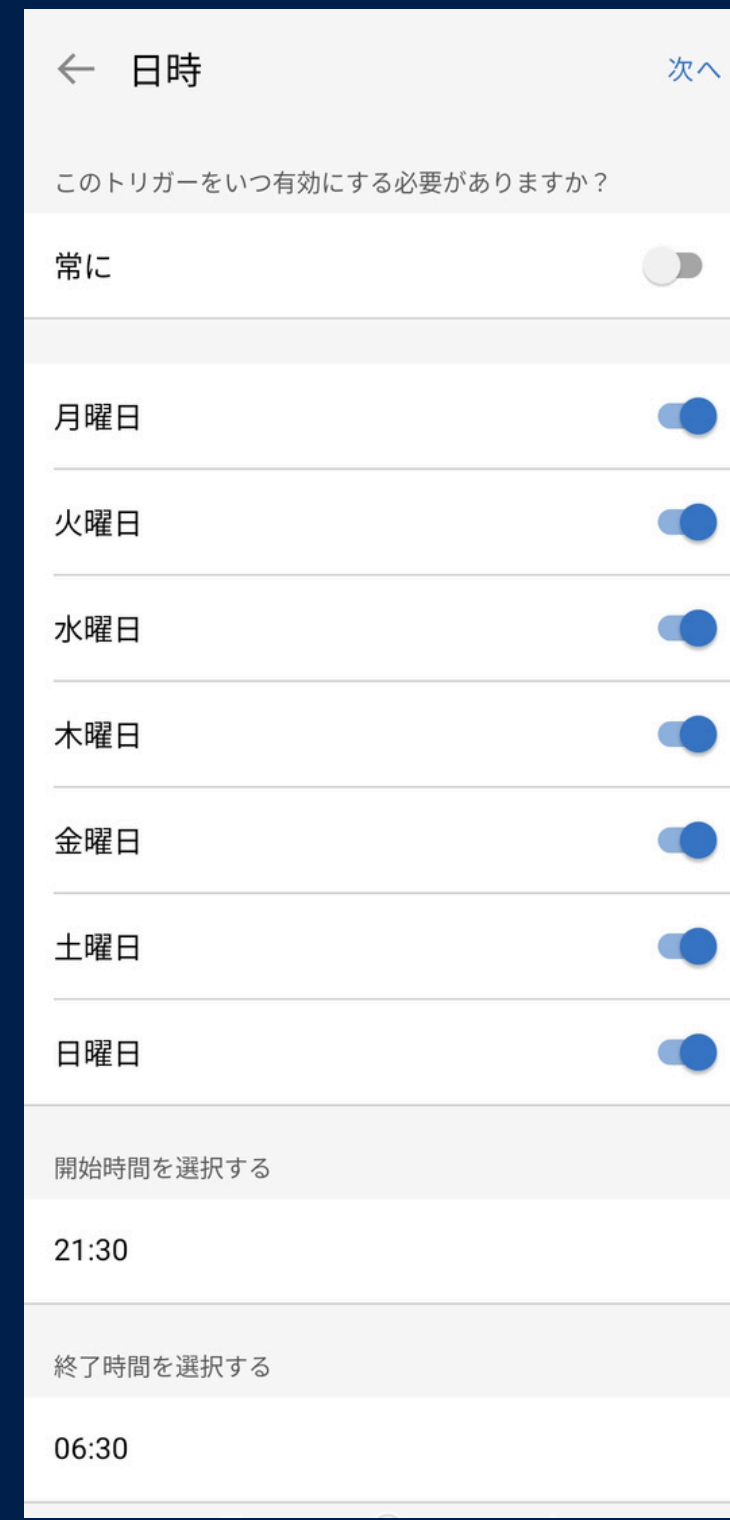 日時
次へ
このトリガーをいつ有効にする必要がありますか？
常に
月曜日
火曜日
水曜日
木曜日
金曜日
土曜日
日曜日
開始時間を選択する
21:30
終了時間を選択する
06:30